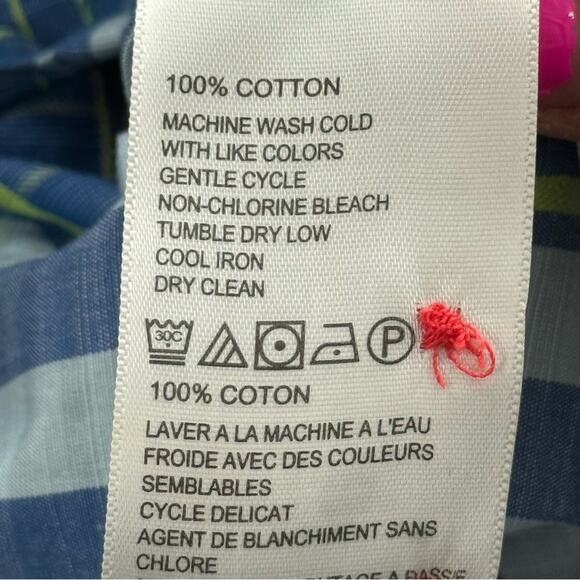 100% COTTON
MACHINE WASH COLD
WITH LIKE COLORS
GENTLE CYCLE
NON-CHLORINE BLEACH
TUMBLE DRY LOW
COOL IRON
DRY CLEAN
30C P
100% COTON
LAVER A LA MACHINE A L'EAU
FROIDE AVEC DES COULEURS
SEMBLABLES
CYCLE DELICAT
AGENT DE BLANCHIMENT SANS
CHLORE